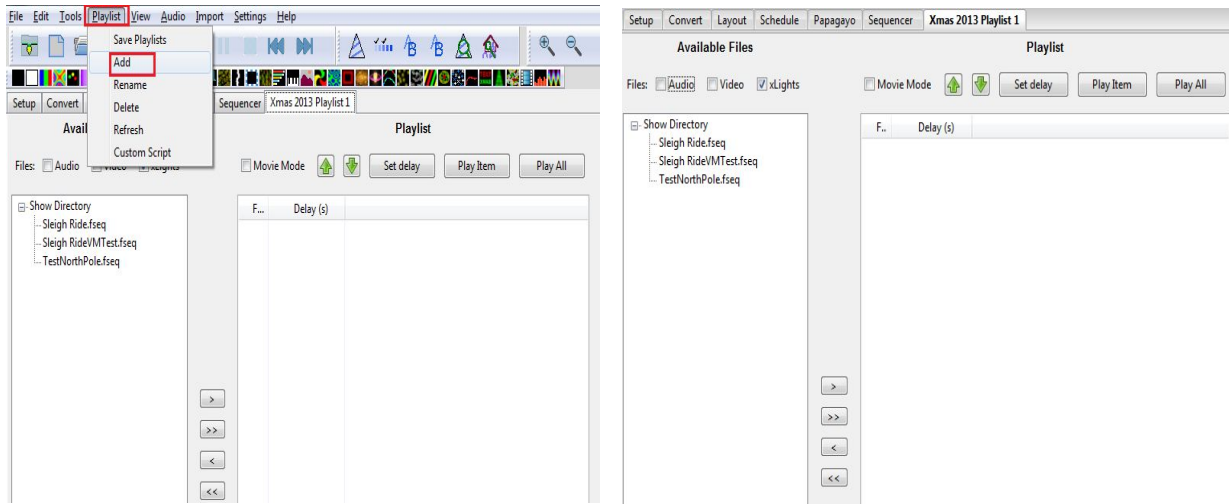 File Edit Tools Playlist View Audio Import Settings Help
Save Playlists
Add
Rename
Delete
Refresh
Custom Script
B B
Setup Convert Sequencer Xmas 2013 Playlist 1
Avail Playlist
Files: Audio Movie Mode Set delay Play Item Play All
Show Directory
Sleigh Ride.fseq
Sleigh RideVMTest.fseq
TestNorthPole.fseq
F... Delay (s)
>
>>
<
<<
Setup Convert Layout Schedule Papagayo Sequencer Xmas 2013 Playlist 1
Available Files Playlist
Files: Audio Video xLights Movie Mode Set delay Play Item Play All
Show Directory
Sleigh Ride.fseq
Sleigh RideVMTest.fseq
TestNorthPole.fseq
F.. Delay (s)
>
>>
<
<<